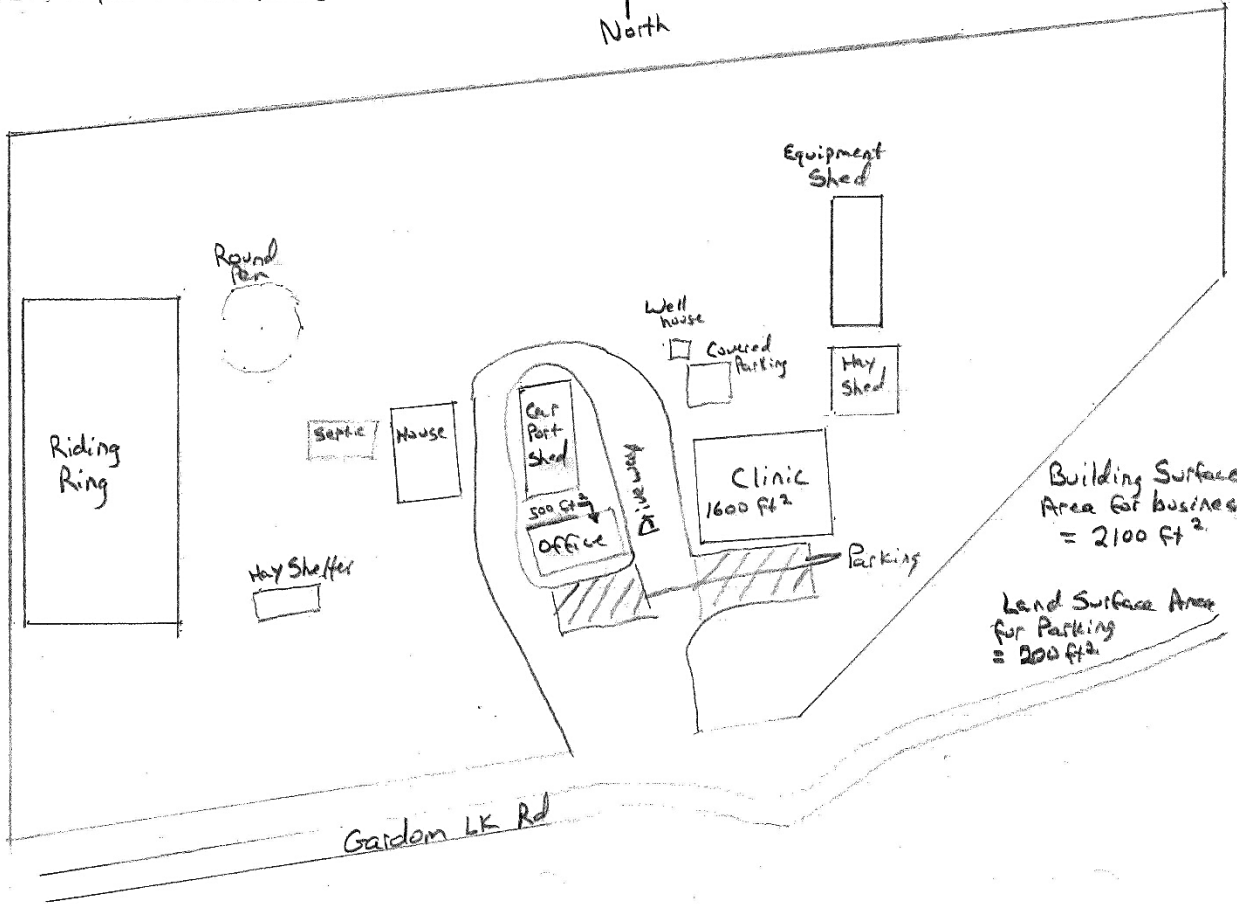 North
Equipment
Shed
Round
Pen
Well
house
Covered
Parking
Hay
Shed
Car
Port
Shed
Septic
House
Riding
Ring
Driveway
Clinic
1600 ft²
500 ft²
Office
Parking
Hay Shelter
Building Surface
Area for busines
= 2100 ft²
Land Surface Area
for Parking
= 200 ft²
Gardom LK Rd